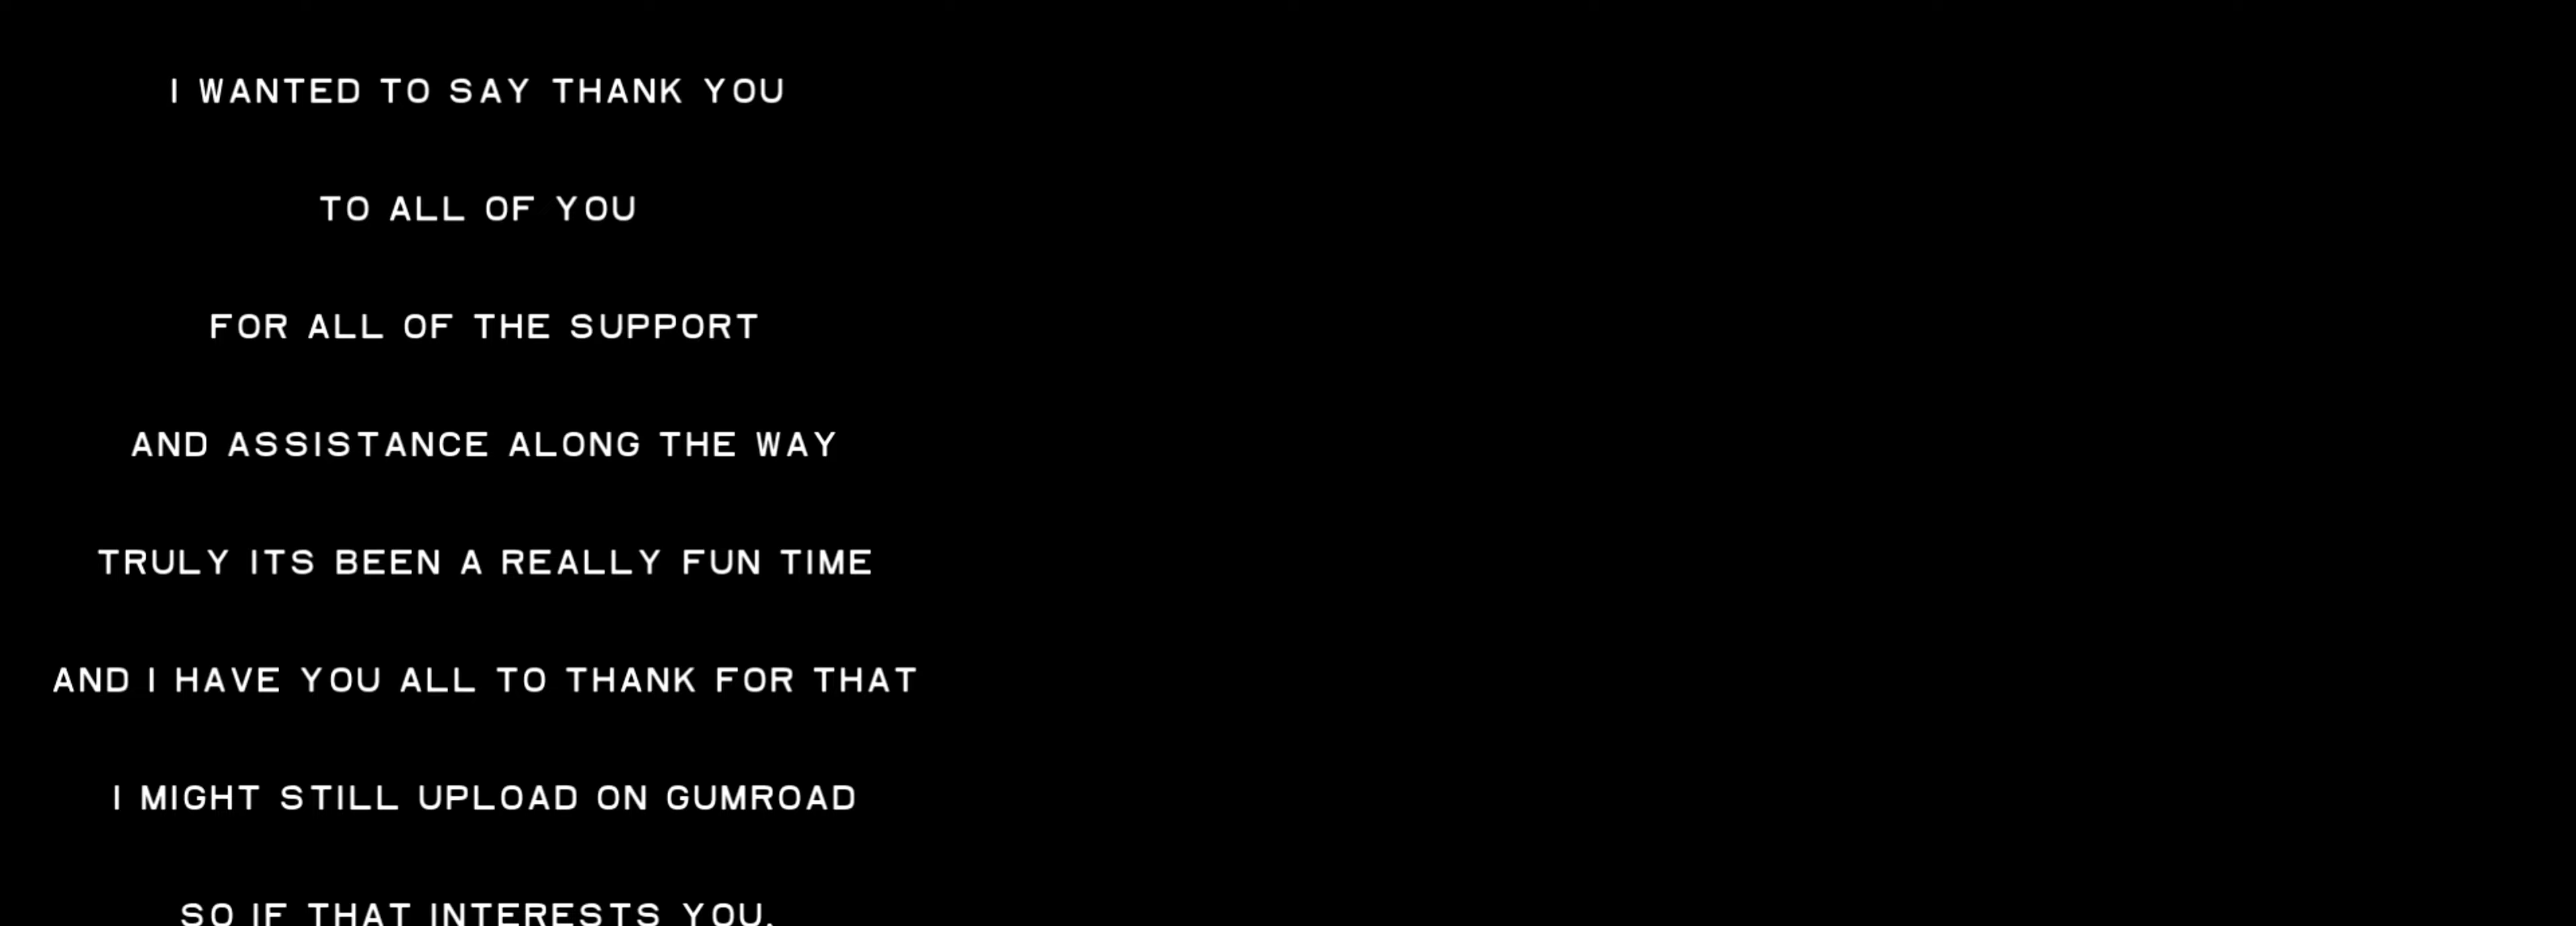 I WANTED TO SAY THANK YOU
TO ALL OF YOU
FOR ALL OF THE SUPPORT
AND ASSISTANCE ALONG THE WAY
TRULY ITS BEEN A REALLY FUN TIME
AND I HAVE YOU ALL TO THANK FOR THAT
I MIGHT STILL UPLOAD ON GUMROAD
SO IF THAT INTERESTS YOU,